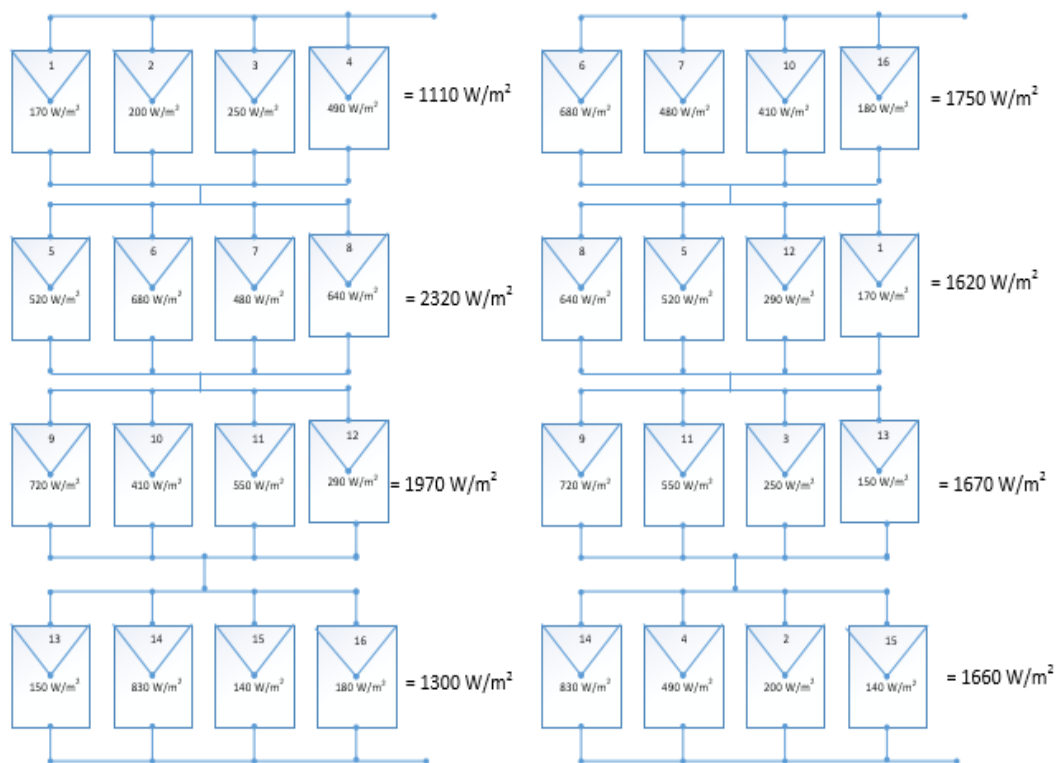 1
170 W/m²
2
200 W/m²
3
250 W/m²
4
490 W/m²
= 1110 W/m²
5
520 W/m²
6
680 W/m²
7
480 W/m²
8
640 W/m²
= 2320 W/m²
9
720 W/m²
10
410 W/m²
11
550 W/m²
12
290 W/m²
= 1970 W/m²
13
150 W/m²
14
830 W/m²
15
140 W/m²
16
180 W/m²
= 1300 W/m²
6
680 W/m²
7
480 W/m²
10
410 W/m²
16
180 W/m²
= 1750 W/m²
8
640 W/m²
5
520 W/m²
12
290 W/m²
1
170 W/m²
= 1620 W/m²
9
720 W/m²
11
550 W/m²
3
250 W/m²
13
150 W/m²
= 1670 W/m²
14
830 W/m²
4
490 W/m²
2
200 W/m²
15
140 W/m²
= 1660 W/m²